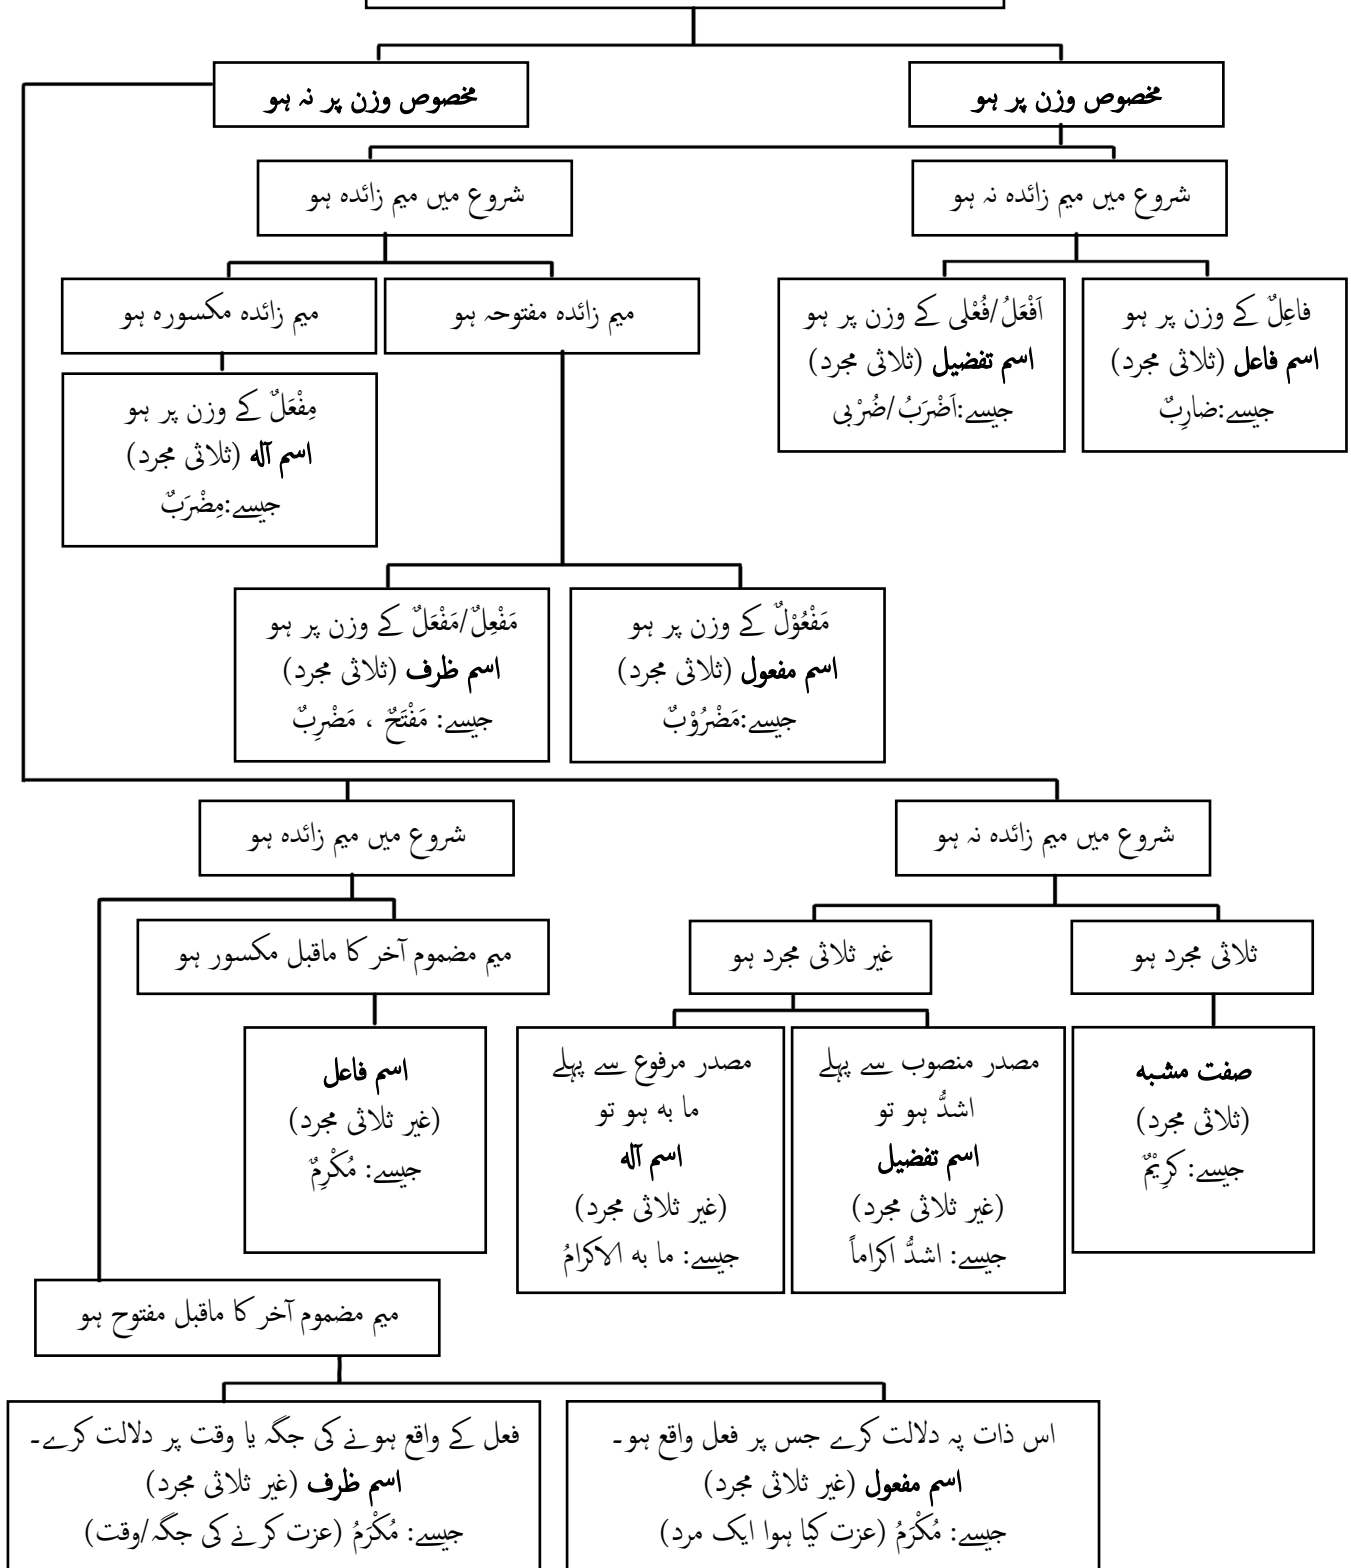 مخصوص وزن پر ہو
مخصوص وزن پر نہ ہو
شروع میں میم زائدہ نہ ہو
شروع میں میم زائدہ ہو
فاعِلٌ کے وزن پر ہو
اسم فاعل (ثلاثی مجرد)
جیسے:ضارِبٌ
اَفْعَلُ/فُعْلی کے وزن پر ہو
اسم تفضیل (ثلاثی مجرد)
جیسے:اَضْرَبُ/ضُرْبی
میم زائدہ مفتوحہ ہو
میم زائدہ مکسورہ ہو
مِفْعَلٌ کے وزن پر ہو
اسم آلہ (ثلاثی مجرد)
جیسے:مِضْرَبٌ
مَفْعُوْلٌ کے وزن پر ہو
اسم مفعول (ثلاثی مجرد)
جیسے:مَضْرُوْبٌ
مَفْعِلٌ/مَفْعَلٌ کے وزن پر ہو
اسم ظرف (ثلاثی مجرد)
جیسے: مَفْتَحٌ ، مَضْرِبٌ
شروع میں میم زائدہ نہ ہو
شروع میں میم زائدہ ہو
ثلاثی مجرد ہو
غیر ثلاثی مجرد ہو
میم مضموم آخر کا ماقبل مکسور ہو
صفت مشبہ
(ثلاثی مجرد)
جیسے: کَرِیْمٌ
مصدر منصوب سے پہلے
اشدُّ ہو تو
اسم تفضیل
(غیر ثلاثی مجرد)
جیسے: اشدُّ اکراماً
مصدر مرفوع سے پہلے
ما بہ ہو تو
اسم آلہ
(غیر ثلاثی مجرد)
جیسے: ما بہ الاکرامُ
اسم فاعل
(غیر ثلاثی مجرد)
جیسے: مُکْرِمٌ
میم مضموم آخر کا ماقبل مفتوح ہو
اس ذات پہ دلالت کرے جس پر فعل واقع ہو۔
اسم مفعول (غیر ثلاثی مجرد)
جیسے: مُکْرَمُ (عزت کیا ہوا ایک مرد)
فعل کے واقع ہونے کی جگہ یا وقت پر دلالت کرے۔
اسم ظرف (غیر ثلاثی مجرد)
جیسے: مُکْرَمُ (عزت کرنے کی جگہ/وقت)